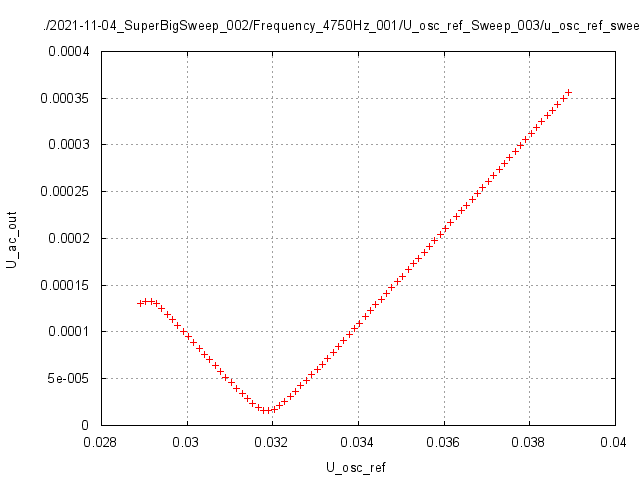 ./2021-11-04_SuperBigSweep_002/Frequency_4750Hz_001/U_osc_ref_Sweep_003/u_osc_ref_swee
0.0004
0.00035
0.0003
0.00025
0.0002
0.00015
0.0001
5e-005
0
U_ac_out
0.028 0.03 0.032 0.034 0.036 0.038 0.04
U_osc_ref